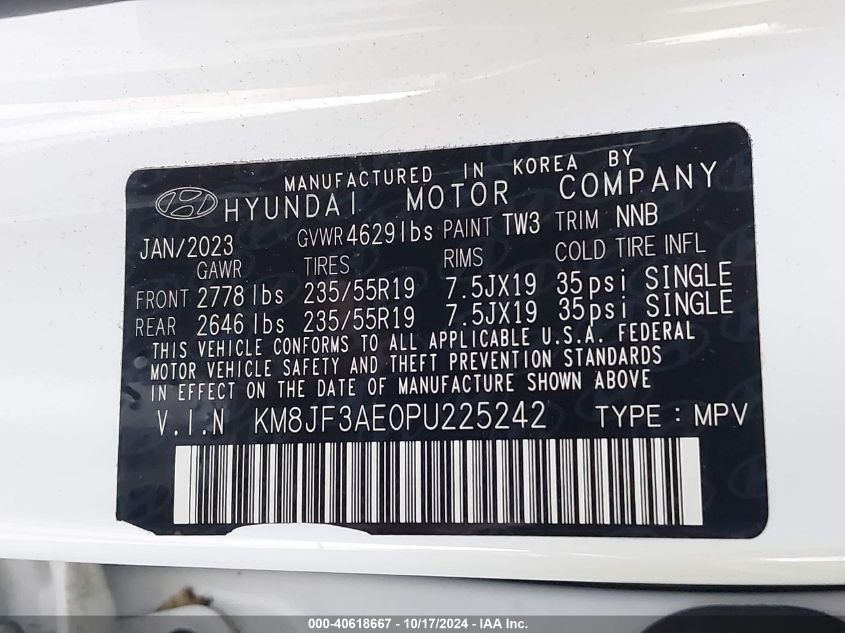 MANUFACTURED IN KOREA BY
HYUNDAI MOTOR COMPANY
JAN/2023 GVWR 4629lbs PAINT TW3 TRIM NNB
GAWR TIRES RIMS COLD TIRE INFL
FRONT 2778lbs 235/55R19 7.5JX19 35psi SINGLE
REAR 2646lbs 235/55R19 7.5JX19 35psi SINGLE
THIS VEHICLE CONFORMS TO ALL APPLICABLE U.S.A. FEDERAL
MOTOR VEHICLE SAFETY AND THEFT PREVENTION STANDARDS
IN EFFECT ON THE DATE OF MANUFACTURE SHOWN ABOVE
V.I.N KM8JF3AE0PU225242 TYPE : MPV
000-40618667 - 10/17/2024 - IAA Inc.